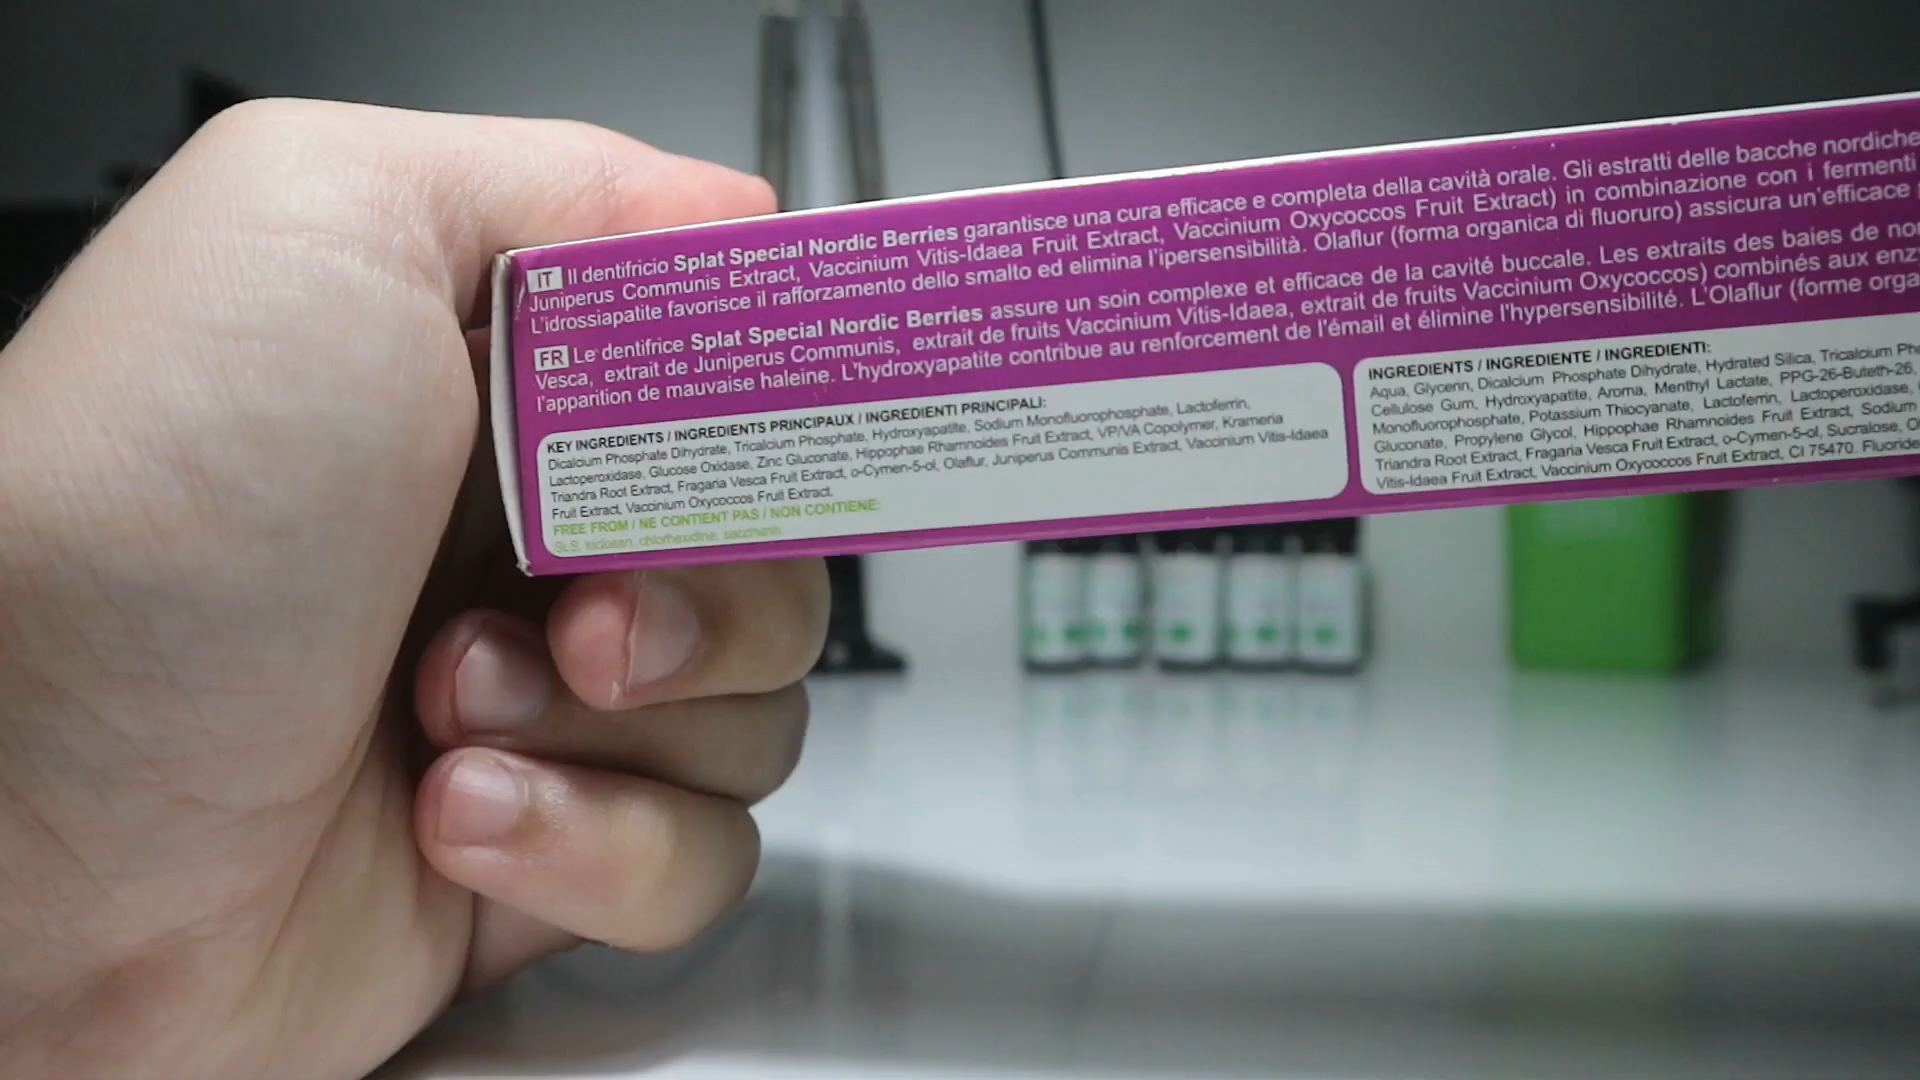 IT Il dentifricio Splat Special Nordic Berries garantisce una cura efficace e completa della cavità orale. Gli estratti delle bacche nordiche
Juniperus Communis Extract, Vaccinium Vitis-Idaea Fruit Extract, Vaccinium Oxycoccos Fruit Extract) in combinazione con i fermenti
L'idrossiapatile favorisce il rafforzamento dello smalto ed elimina l'ipersensibilità. Olaflur (forma organica di fluoruro) assicura un'efficace
FR Le dentifrice Splat Special Nordic Berries assure un soin complexe et efficace de la cavité buccale. Les extraits des baies de
Vesca, extrait de Juniperus Communis, extrait de fruits Vaccinium Vitis-Idaea, extrait de fruits Vaccinium Oxycoccos) combinés aux
l'apparition de mauvaise haleine. L'hydroxyapatite contribue au renforcement de l'émail et élimine l'hypersensibilité. L'Olaflur (forme
KEY INGREDIENTS / INGREDIENTS PRINCIPAUX / INGREDIENTI PRINCIPALI:
Dicalcium Phosphate Dihydrate, Tricalcium Phosphate, Hydroxyapatite, Sodium Monofluorophosphate, Lactoferrin,
Lactoperoxidase, Glucose Oxidase, Zinc Gluconate, Hippophae Rhamnoides Fruit Extract, VP/VA Copolymer, Krameria
Triandra Root Extract, Fragaria Vesca Fruit Extract, o-Cymen-5-ol, Olaflur, Juniperus Communis Extract, Vaccinium Vitis-Idaea
Fruit Extract, Vaccinium Oxycoccos Fruit Extract.
FREE FROM / NE CONTIENT PAS / NON CONTIENE:
SLS, triclosan, chlorhexidine, saccharin
INGREDIENTS / INGREDIENTE / INGREDIENTI:
Aqua, Glycerin, Dicalcium Phosphate Dihydrate, Hydrated Silica, Tricalcium
Cellulose Gum, Hydroxyapatite, Aroma, Menthyl Lactate, PPG-26-Buteth-26,
Monofluorophosphate, Potassium Thiocyanate, Lactoferrin, Lactoperoxidase,
Gluconate, Propylene Glycol, Hippophae Rhamnoides Fruit Extract, Sodium
Triandra Root Extract, Fragaria Vesca Fruit Extract, o-Cymen-5-ol, Sucralose,
Vitis-Idaea Fruit Extract, Vaccinium Oxycoccos Fruit Extract, CI 75470. Fluoride